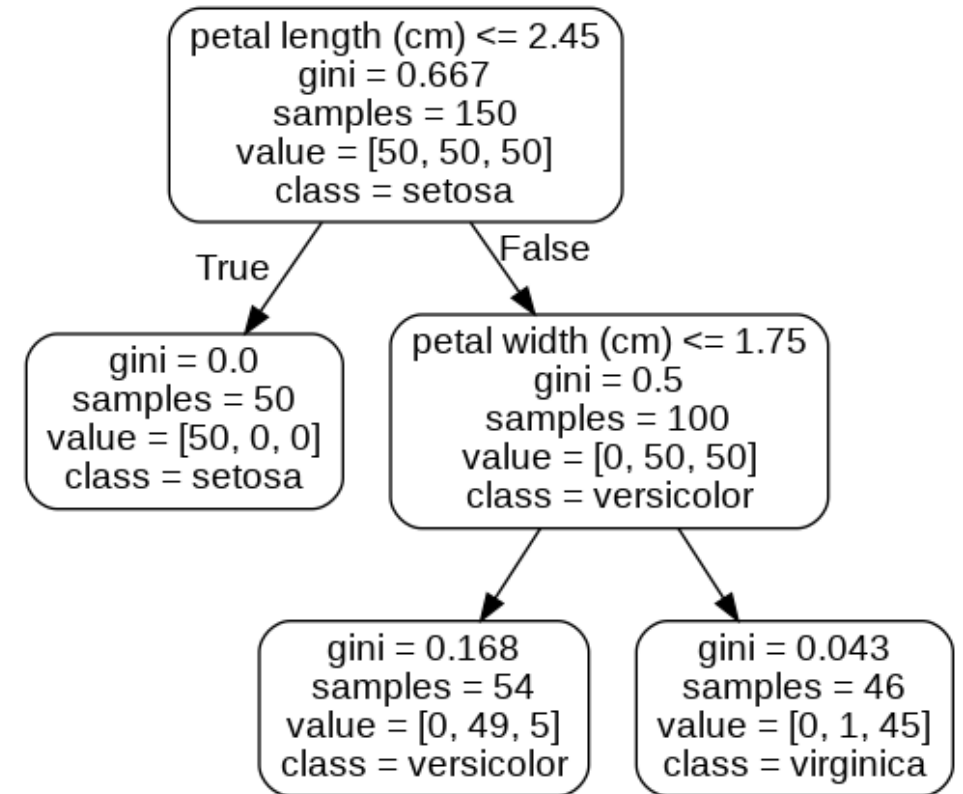 petal length (cm) <= 2.45
gini = 0.667
samples = 150
value = [50, 50, 50]
class = setosa
True
False
gini = 0.0
samples = 50
value = [50, 0, 0]
class = setosa
petal width (cm) <= 1.75
gini = 0.5
samples = 100
value = [0, 50, 50]
class = versicolor
gini = 0.168
samples = 54
value = [0, 49, 5]
class = versicolor
gini = 0.043
samples = 46
value = [0, 1, 45]
class = virginica